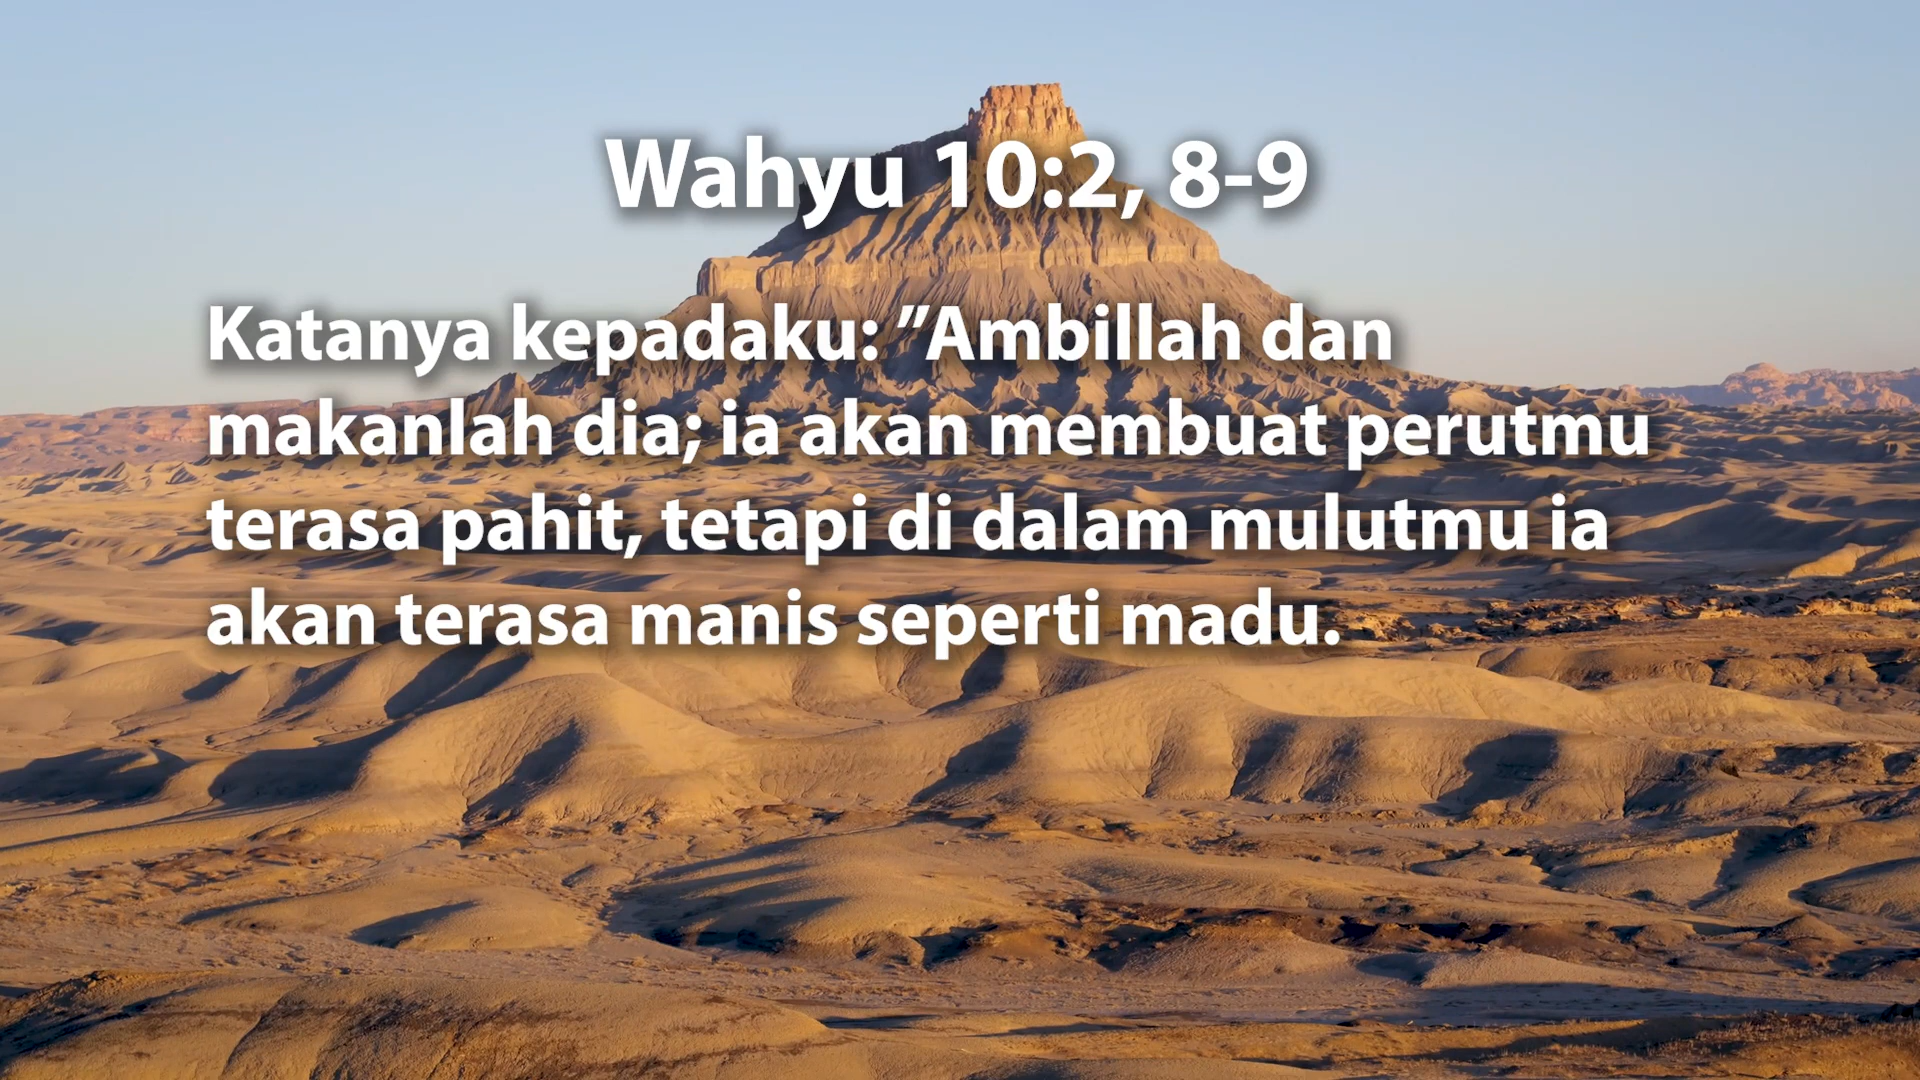 Wahyu 10:2, 8-9
Katanya kepadaku: ”Ambillah dan
makanlah dia; ia akan membuat perutmu
terasa pahit, tetapi di dalam mulutmu ia
akan terasa manis seperti madu.